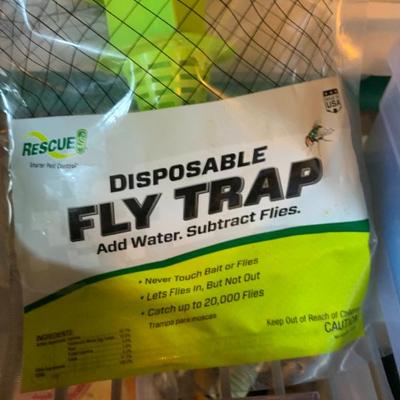 MADE IN
USA
RESCUE!
Smarter Pest Control
DISPOSABLE
FLY TRAP
Add Water. Subtract Flies.
• Never Touch Bait or Flies
• Lets Flies In, But Not Out
• Catch up to 20,000 Flies
Trampa para moscas
Keep Out of Reach of
CAUTION
INGREDIENTS: